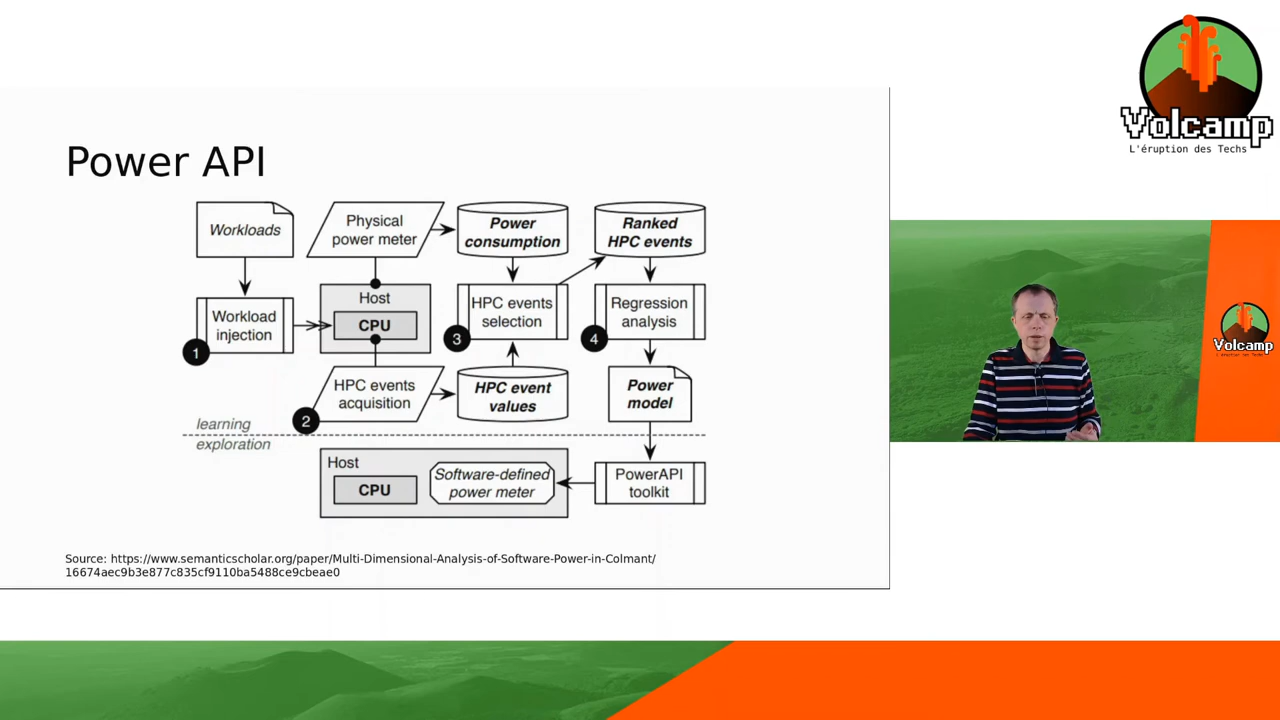 Volcamp
L'éruption des Techs
Power API
Workloads
Physical
power meter
Power
consumption
Ranked
HPC events
Workload
injection
1
Host
CPU
HPC events
selection
3
Regression
analysis
4
HPC events
acquisition
2
HPC event
values
Power
model
learning
exploration
Host
CPU
Software-defined
power meter
PowerAPI
toolkit
Source: https://www.semanticscholar.org/paper/Multi-Dimensional-Analysis-of-Software-Power-in-Colmant/
16674aec9b3e877c835cf9110ba5488ce9cbeae0
Volcamp
L'éruption des Techs